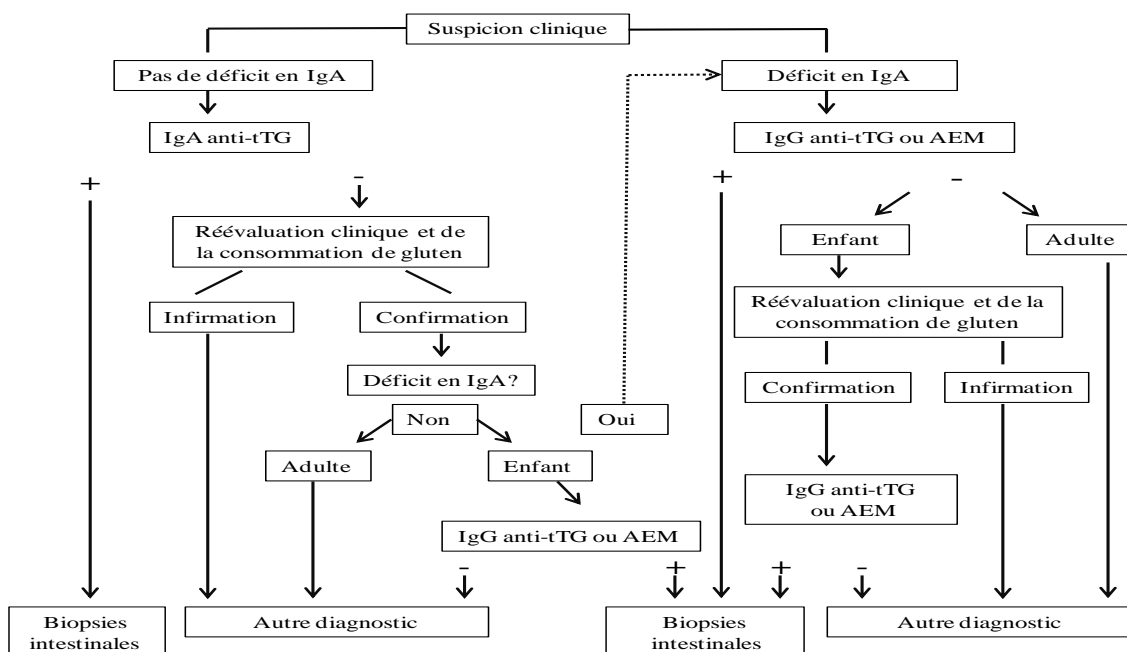 Suspicion clinique
Pas de déficit en IgA
Déficit en IgA
IgA anti-tTG
IgG anti-tTG ou AEM
+
-
+
-
Réévaluation clinique et de
la consommation de gluten
Enfant
Adulte
Infirmation
Confirmation
Réévaluation clinique et de la
consommation de gluten
Déficit en IgA?
Confirmation
Infirmation
Non
Oui
Adulte
Enfant
IgG anti-tTG
ou AEM
IgG anti-tTG ou AEM
-
+
+
-
Biopsies
intestinales
Autre diagnostic
Biopsies
intestinales
Autre diagnostic